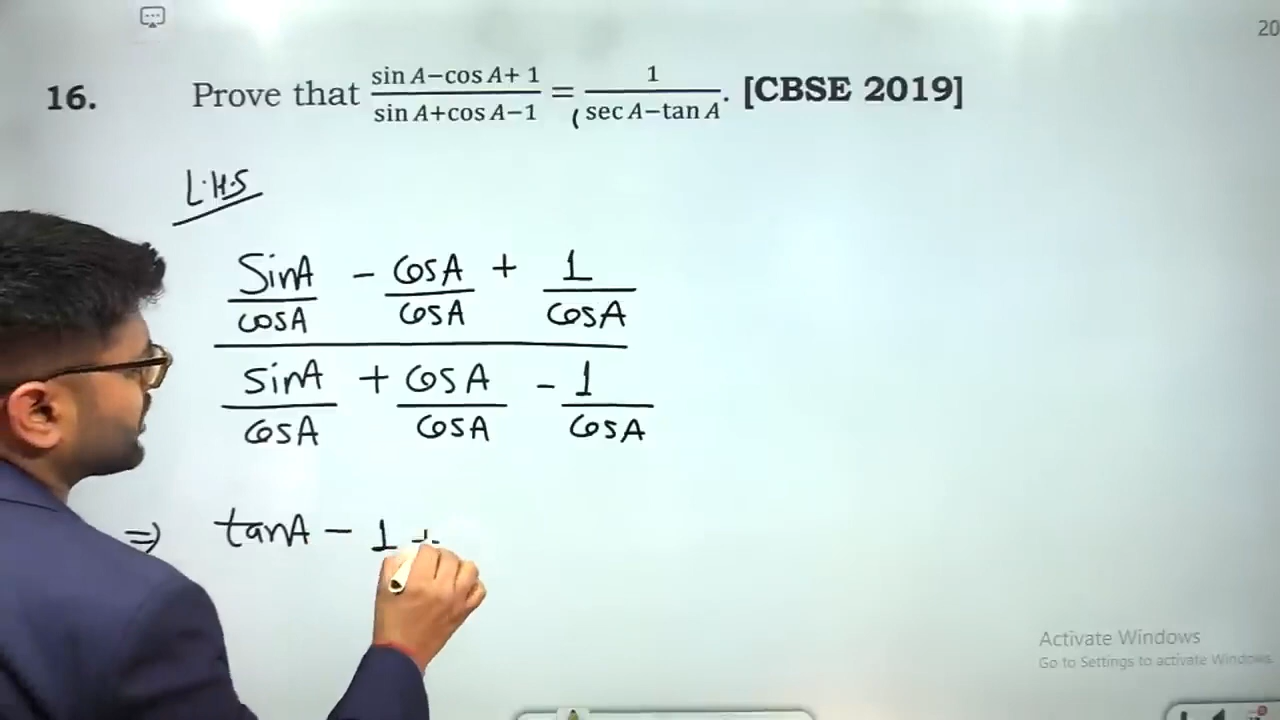 20
16. Prove that (sin A−cos A+ 1)/(sin A+cos A−1) = 1/(sec A−tan A). [CBSE 2019]
L.H.S
SinA/cosA - cosA/cosA + 1/cosA
sinA/cosA + cosA/cosA - 1/cosA
⇒ tanA - 1 +
Activate Windows
Go to Settings to activate Windows.